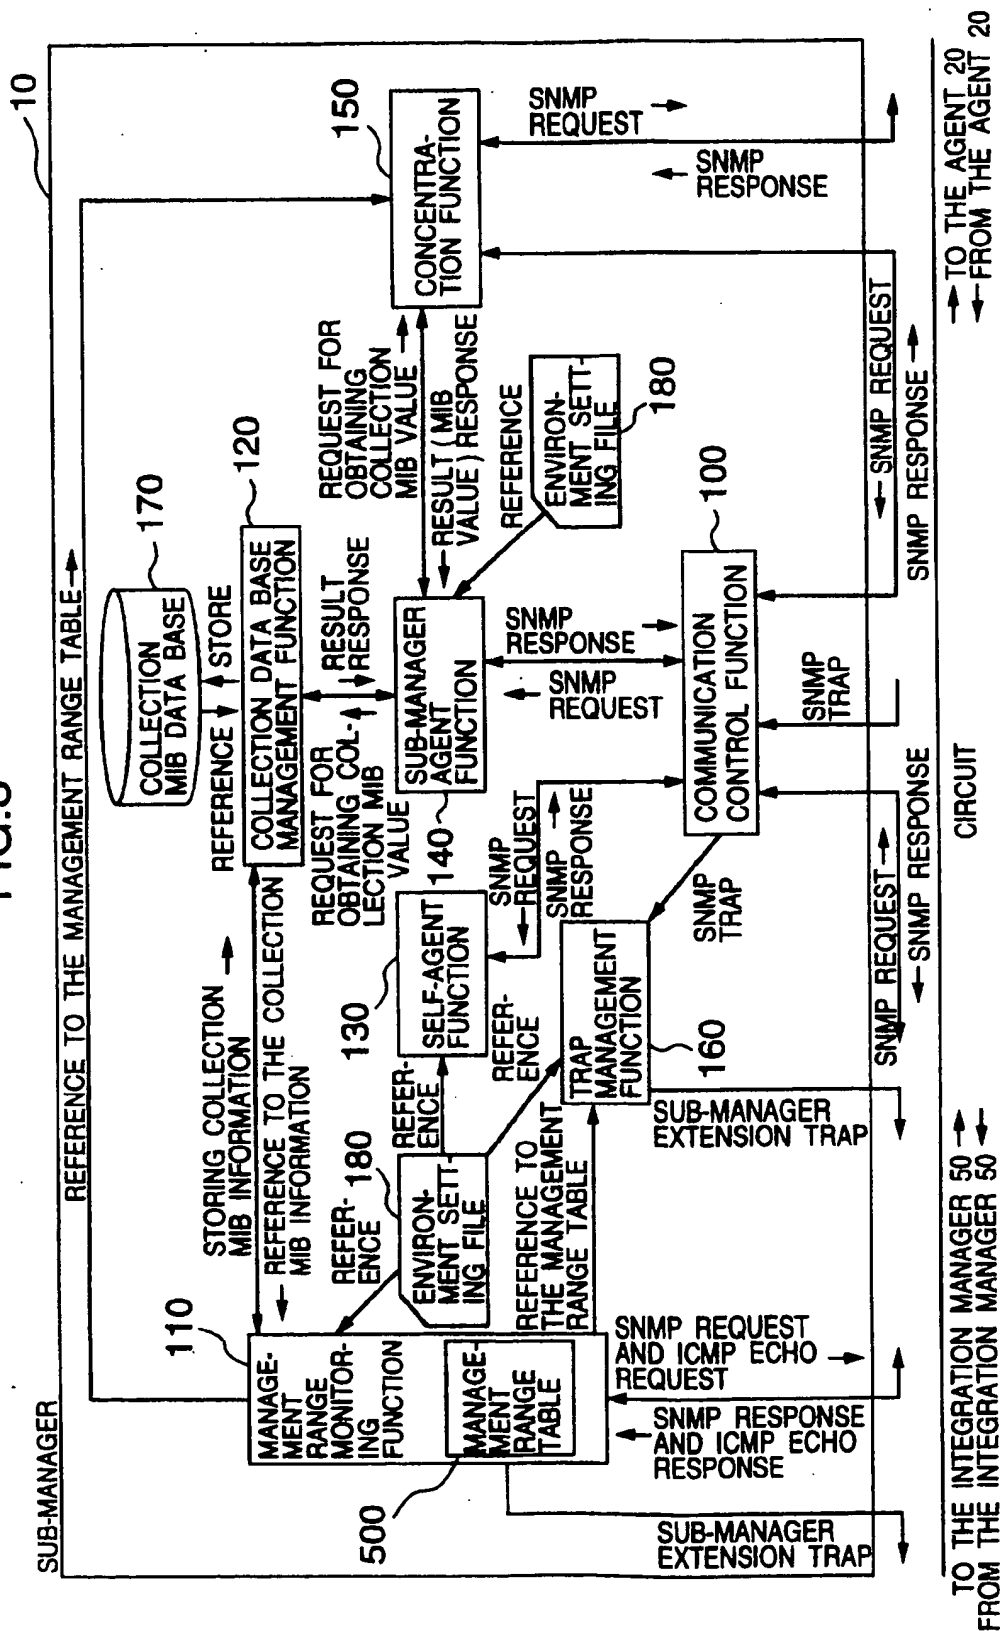 SUB-MANAGER
10
REFERENCE TO THE MANAGEMENT RANGE TABLE
COLLECTION
MIB DATA BASE
170
REFERENCE
STORE
STORING COLLECTION
MIB INFORMATION
REFERENCE TO THE COLLECTION
MIB INFORMATION
COLLECTION DATA BASE
MANAGEMENT FUNCTION
120
110
MANAGE-
MENT
RANGE
MONITOR-
ING
FUNCTION
MANAGE-
MENT
RANGE
TABLE
500
REFER-
ENCE
180
ENVIRON-
MENT SETT-
ING FILE
REFER-
ENCE
130
SELF-AGENT
FUNCTION
REFER-
ENCE
REQUEST FOR
OBTAINING COL-
LECTION MIB
VALUE
RESULT
RESPONSE
140
SUB-MANAGER
AGENT
FUNCTION
REQUEST FOR
OBTAINING
COLLECTION
MIB VALUE
RESULT (MIB
VALUE) RESPONSE
150
CONCENTRA-
TION FUNCTION
SNMP
REQUEST
SNMP
RESPONSE
REFERENCE
ENVIRON-
MENT SETT-
ING FILE
180
SNMP
REQUEST
SNMP
RESPONSE
SNMP
RESPONSE
SNMP
REQUEST
REFERENCE TO
THE MANAGEMENT
RANGE TABLE
TRAP
MANAGEMENT
FUNCTION
160
SNMP
TRAP
COMMUNICATION
CONTROL FUNCTION
100
SNMP REQUEST
AND ICMP ECHO
REQUEST
SNMP RESPONSE
AND ICMP ECHO
RESPONSE
SUB-MANAGER
EXTENSION TRAP
SUB-MANAGER
EXTENSION TRAP
SNMP REQUEST
SNMP RESPONSE
SNMP
TRAP
SNMP REQUEST
SNMP RESPONSE
CIRCUIT
TO THE INTEGRATION MANAGER 50
FROM THE INTEGRATION MANAGER 50
TO THE AGENT 20
FROM THE AGENT 20